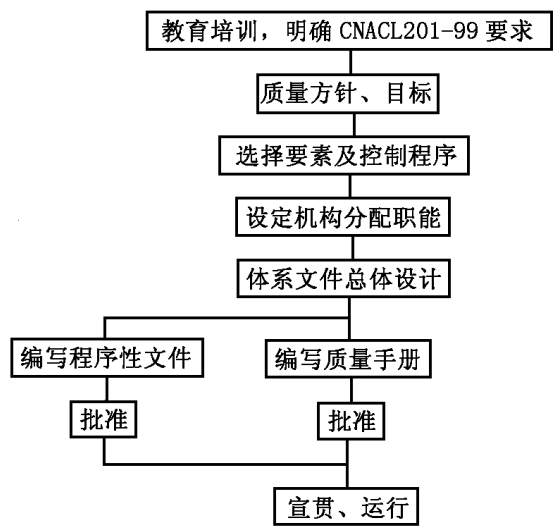 教育培训，明确 CNACL201-99 要求
质量方针、目标
选择要素及控制程序
设定机构分配职能
体系文件总体设计
编写程序性文件
编写质量手册
批准
批准
宣贯、运行